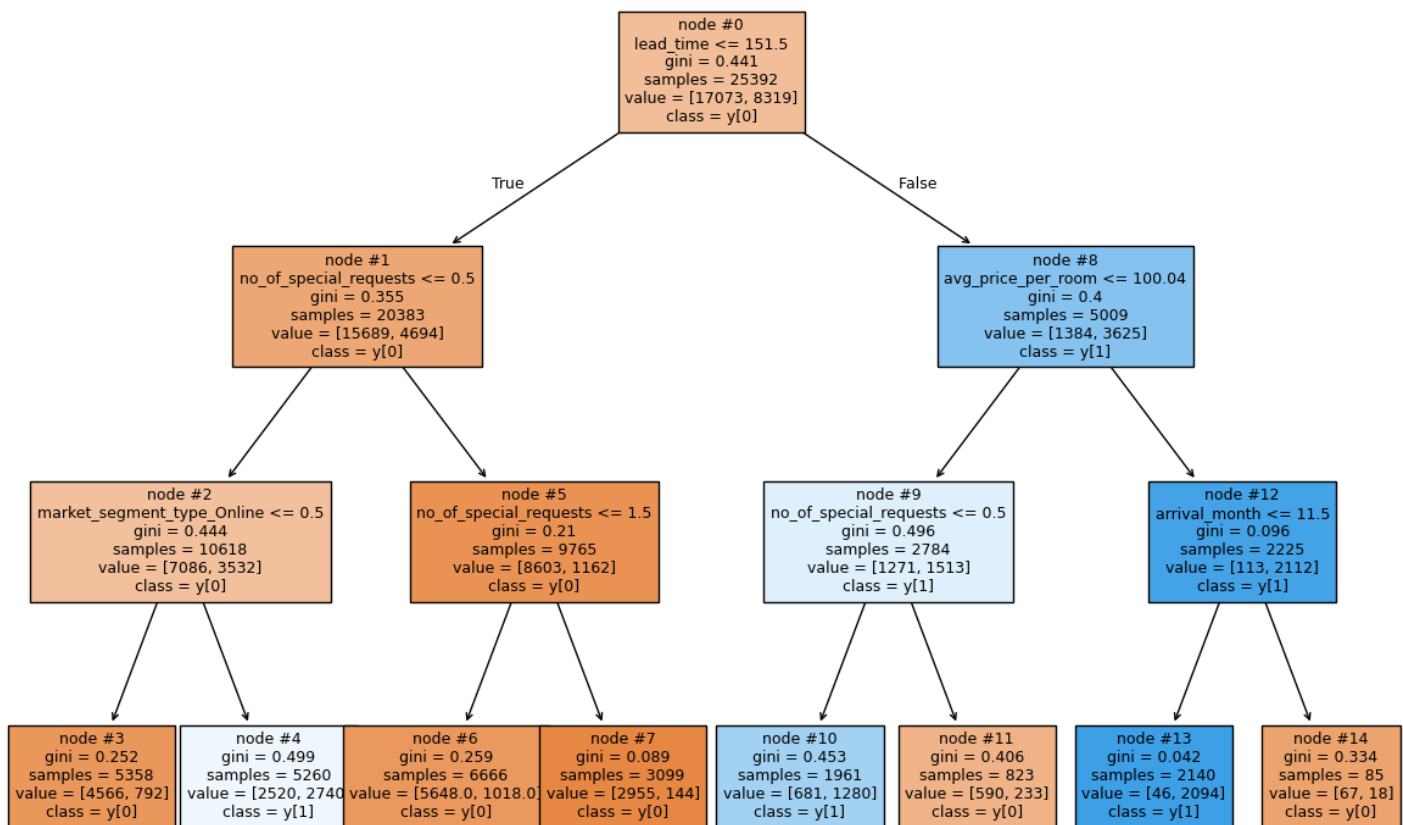 node #0
lead_time <= 151.5
gini = 0.441
samples = 25392
value = [17073, 8319]
class = y[0]
True
False
node #1
no_of_special_requests <= 0.5
gini = 0.355
samples = 20383
value = [15689, 4694]
class = y[0]
node #8
avg_price_per_room <= 100.04
gini = 0.4
samples = 5009
value = [1384, 3625]
class = y[1]
node #2
market_segment_type_Online <= 0.5
gini = 0.444
samples = 10618
value = [7086, 3532]
class = y[0]
node #5
no_of_special_requests <= 1.5
gini = 0.21
samples = 9765
value = [8603, 1162]
class = y[0]
node #9
no_of_special_requests <= 0.5
gini = 0.496
samples = 2784
value = [1271, 1513]
class = y[1]
node #12
arrival_month <= 11.5
gini = 0.096
samples = 2225
value = [113, 2112]
class = y[1]
node #3
gini = 0.252
samples = 5358
value = [4566, 792]
class = y[0]
node #4
gini = 0.499
samples = 5260
value = [2520, 2740
class = y[1]
node #6
gini = 0.259
samples = 6666
value = [5648.0, 1018.0]
class = y[0]
node #7
gini = 0.089
samples = 3099
value = [2955, 144]
class = y[0]
node #10
gini = 0.453
samples = 1961
value = [681, 1280]
class = y[1]
node #11
gini = 0.406
samples = 823
value = [590, 233]
class = y[0]
node #13
gini = 0.042
samples = 2140
value = [46, 2094]
class = y[1]
node #14
gini = 0.334
samples = 85
value = [67, 18]
class = y[0]